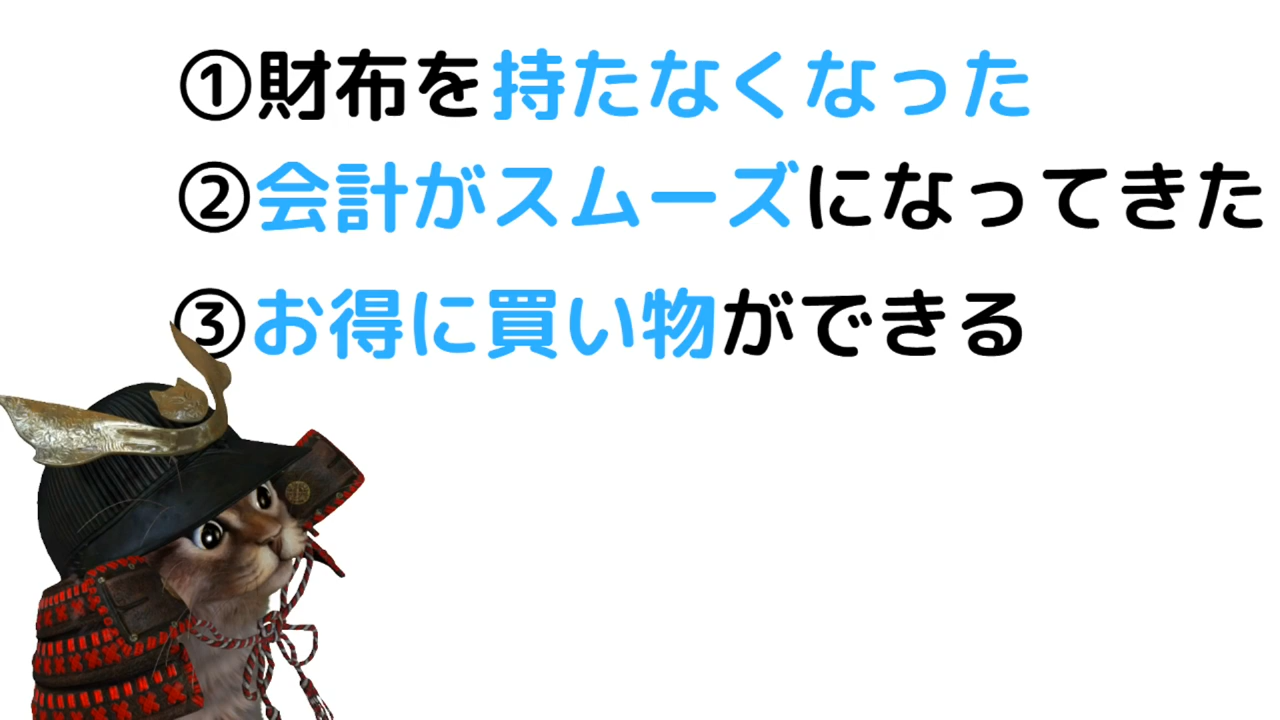 ①財布を持たなくなった
②会計がスムーズになってきた
③お得に買い物ができる